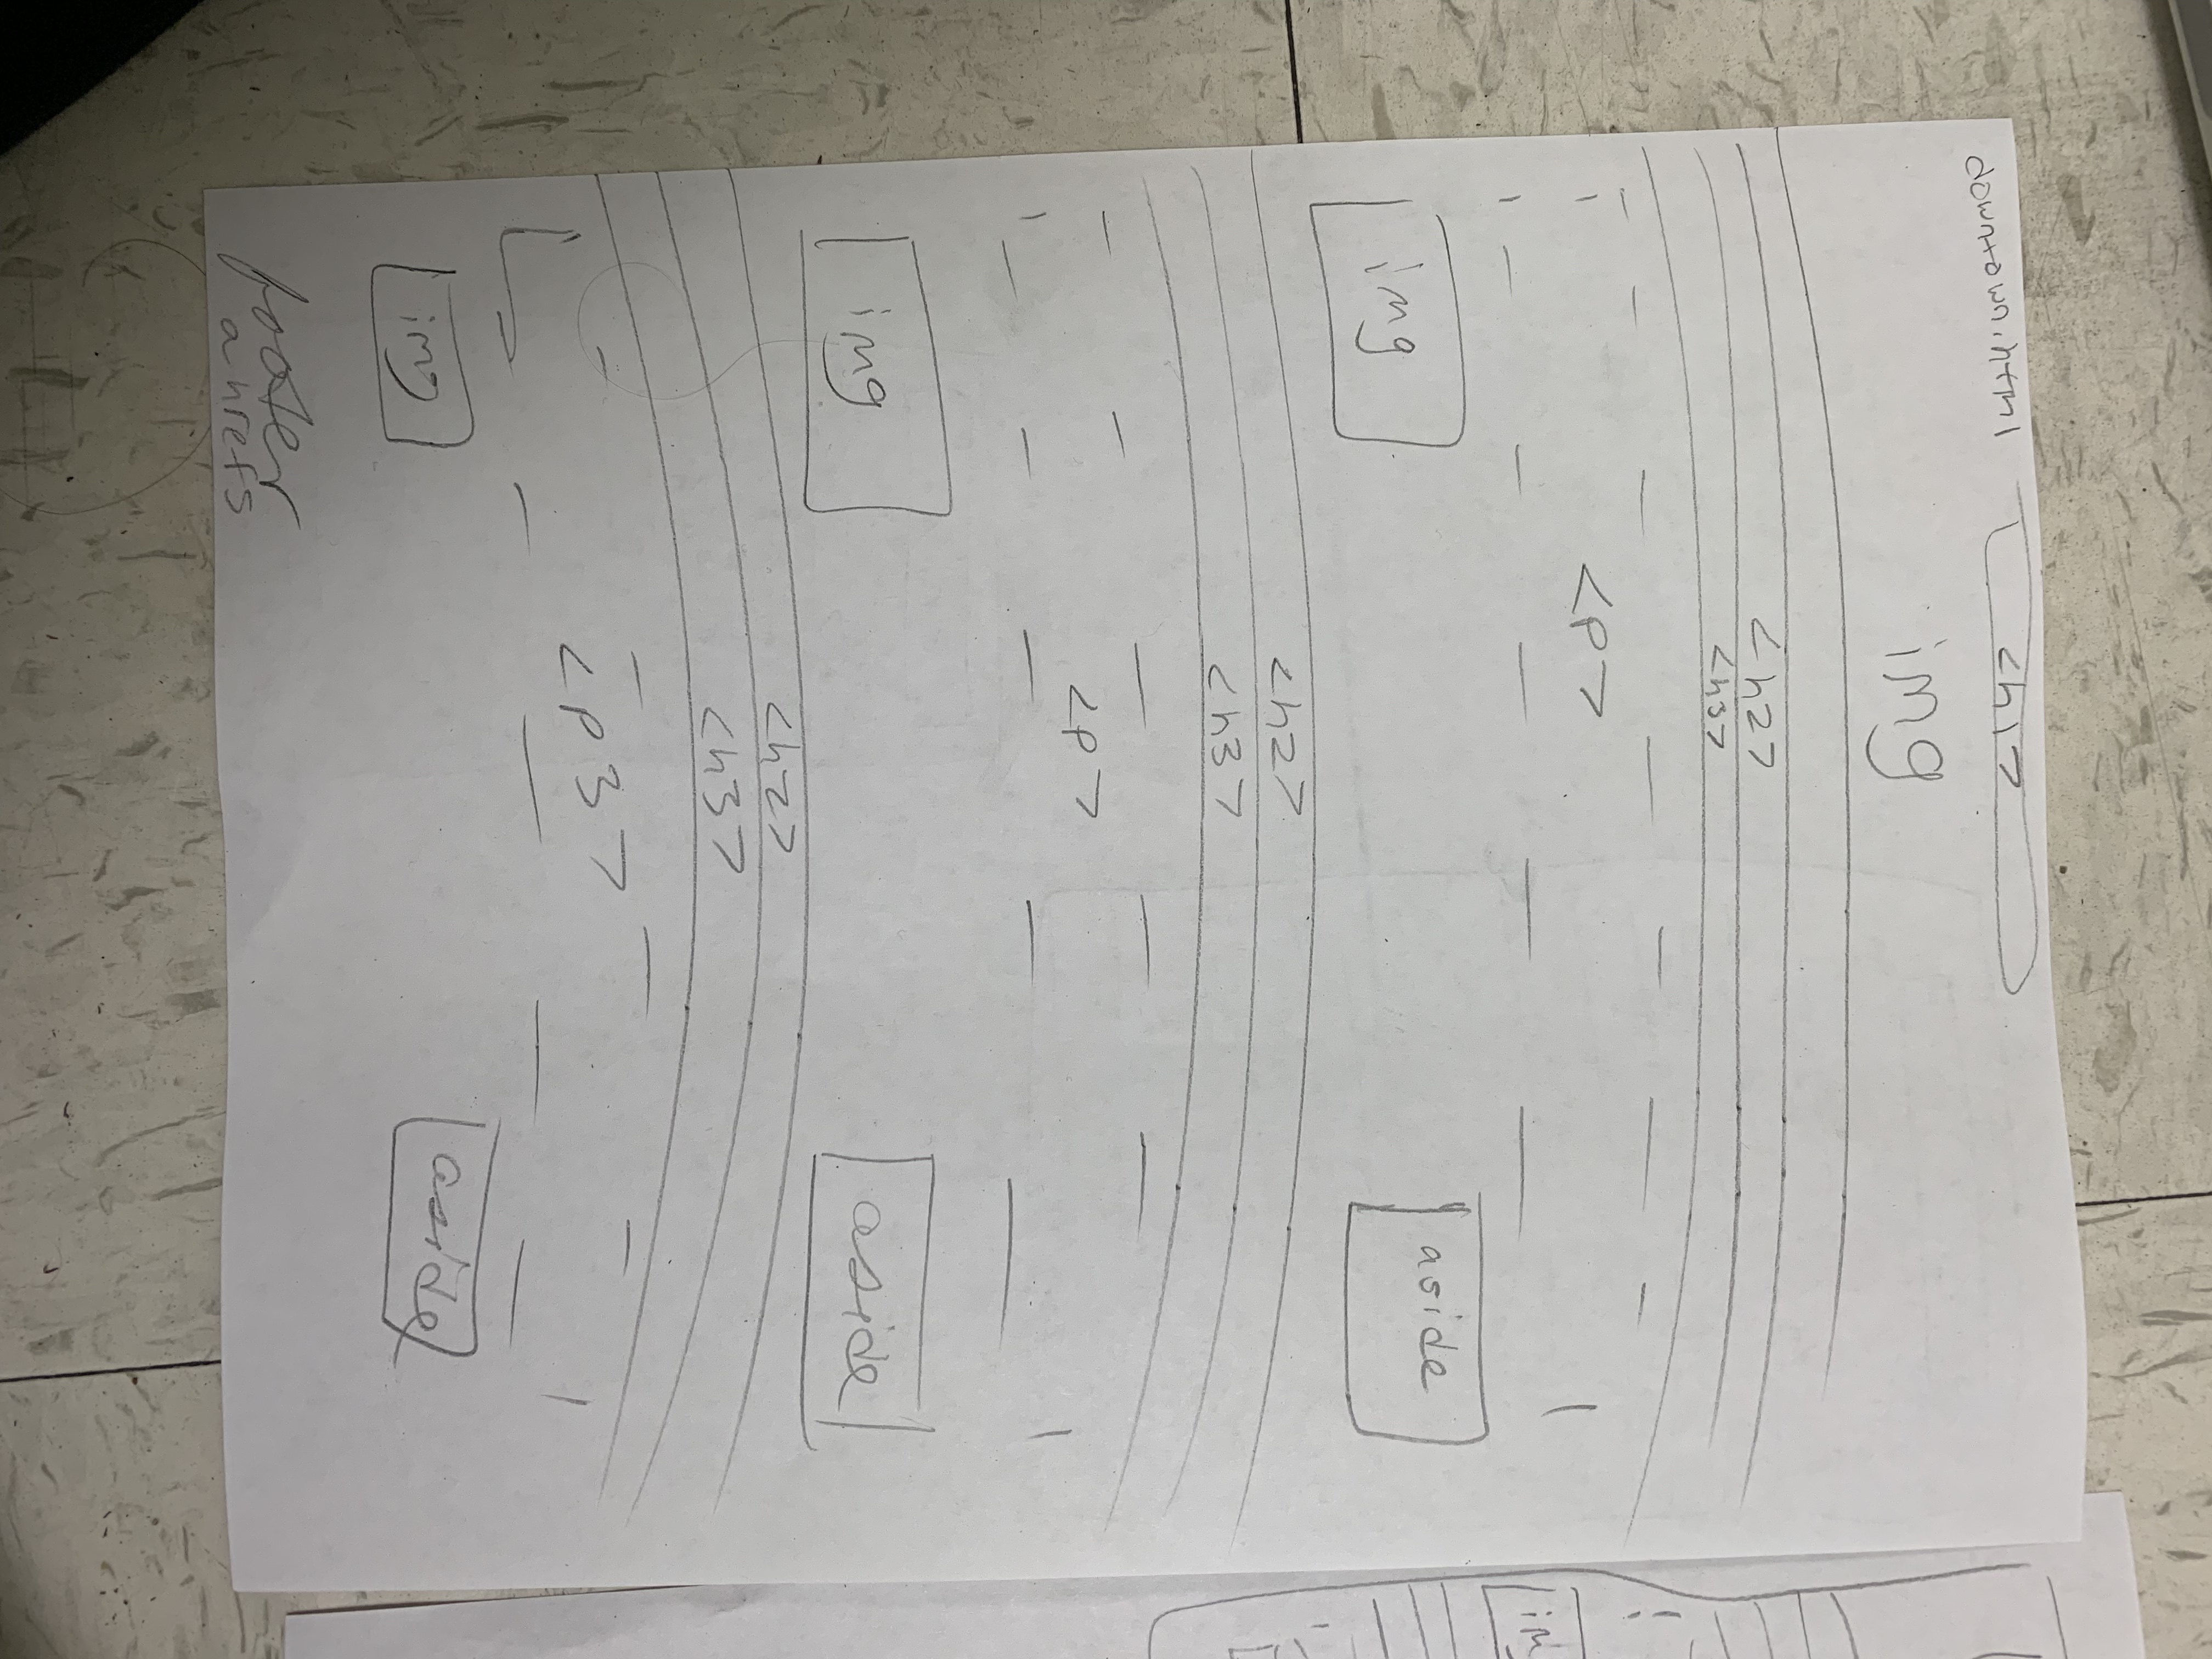 downtown.html
<h1>
img
<h2>
<h3>
<p>
img aside
<h2>
<h3>
<p>
img aside
<h2>
<h3>
<p3>
img aside
footer
a hrefs
im